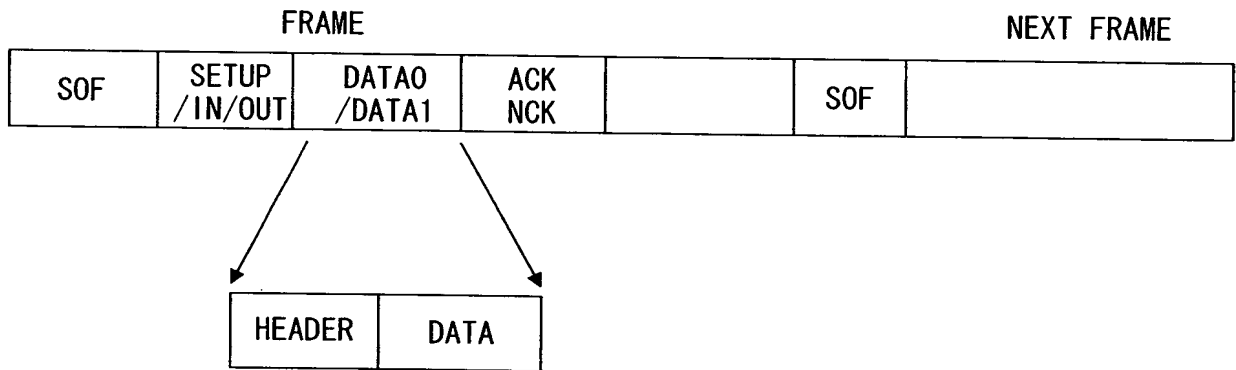 FRAME
NEXT FRAME
SOF
SETUP
/IN/OUT
DATA0
/DATA1
ACK
NCK
SOF
HEADER
DATA